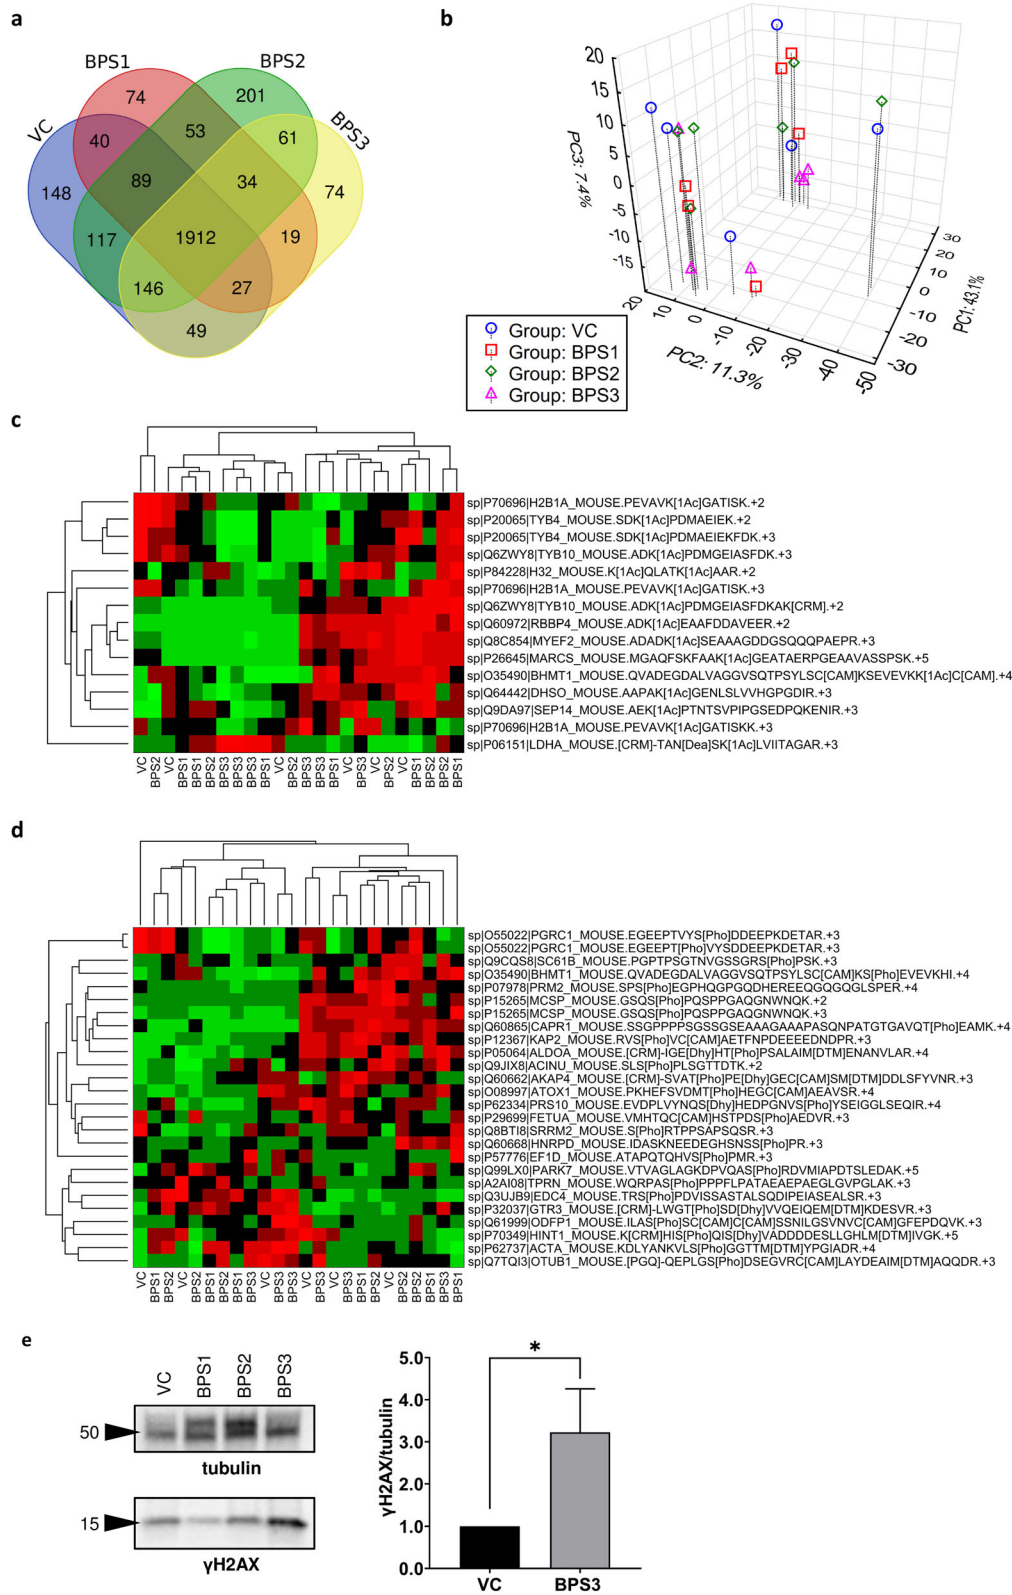 a
BPS1
BPS2
VC
BPS3
74
201
40
53
61
148
89
34
74
117
1912
19
146
27
49
b
20
15
10
5
0
-5
-10
-15
PC3: 7.4%
20
10
0
-10
-20
-30
-40
-50
PC2: 11.3%
30
20
10
0
-10
-20
-30
PC1: 43.1%
Group: VC
Group: BPS1
Group: BPS2
Group: BPS3
c
sp|P70696|H2B1A_MOUSE.PEVAVK[1Ac]GATISK.+2
sp|P20065|TYB4_MOUSE.SDK[1Ac]PDMAEIEK.+2
sp|P20065|TYB4_MOUSE.SDK[1Ac]PDMAEIEKFDK.+3
sp|Q6ZWY8|TYB10_MOUSE.ADK[1Ac]PDMGEIASFDK.+3
sp|P84228|H32_MOUSE.K[1Ac]QLATK[1Ac]AAR.+2
sp|P70696|H2B1A_MOUSE.PEVAVK[1Ac]GATISK.+3
sp|Q6ZWY8|TYB10_MOUSE.ADK[1Ac]PDMGEIASFDKAK[CRM].+2
sp|Q60972|RBBP4_MOUSE.ADK[1Ac]EAAFDDAVEER.+2
sp|Q8C854|MYEF2_MOUSE.ADADK[1Ac]SEAAAGDDGSQQQPAEPR.+3
sp|P26645|MARCS_MOUSE.MGAQFSKFAAK[1Ac]GEATAERPGEAAVASSPSK.+5
sp|O35490|BHMT1_MOUSE.QVADEGDALVAGGVSQTPSYLSC[CAM]KSEVEVKK[1Ac]C[CAM].+4
sp|Q64442|DHSO_MOUSE.AAPAK[1Ac]GENLSLVVHGPGDIR.+3
sp|Q9DA97|SEP14_MOUSE.AEK[1Ac]PTNTSVPIPGSEDPQKENIR.+3
sp|P70696|H2B1A_MOUSE.PEVAVK[1Ac]GATISKK.+3
sp|P06151|LDHA_MOUSE.[CRM]-TAN[Dea]SK[1Ac]LVIITAGAR.+3
VC BPS2 VC BPS1 BPS1 BPS2 BPS3 BPS3 BPS3 BPS1 VC BPS2 BPS3 BPS3 BPS1 VC BPS3 VC BPS2 VC BPS1 BPS2 BPS2 BPS1
d
sp|O55022|PGRC1_MOUSE.EGEEPTVYS[Pho]DDEEPKDETAR.+3
sp|O55022|PGRC1_MOUSE.EGEEPT[Pho]VYSDDEEPKDETAR.+3
sp|Q9CQS8|SC61B_MOUSE.PGPTPSGTNVGSSGRS[Pho]PSK.+3
sp|O35490|BHMT1_MOUSE.QVADEGDALVAGGVSQTPSYLSC[CAM]KS[Pho]EVEVKHI.+4
sp|P07978|PRM2_MOUSE.SPS[Pho]EGPHQGPGQDHEREEQGQGQGLSPER.+4
sp|P15265|MCSP_MOUSE.GSQS[Pho]PQSPPGAQGNWNQK.+2
sp|P15265|MCSP_MOUSE.GSQS[Pho]PQSPPGAQGNWNQK.+3
sp|Q60865|CAPR1_MOUSE.SSGPPPPSGSSGSEAAAGAAAPASQNPATGTGAVQT[Pho]EAMK.+4
sp|P12367|KAP2_MOUSE.RVS[Pho]VC[CAM]AETFNPDEEEEDNDPR.+3
sp|P05064|ALDOA_MOUSE.[CRM]-IGE[Dhy]HT[Pho]PSALAIM[DTM]ENANVLAR.+4
sp|Q9JIX8|ACINU_MOUSE.SLS[Pho]PLSGTTDTK.+2
sp|Q60662|AKAP4_MOUSE.[CRM]-SVAT[Pho]PE[Dhy]GEC[CAM]SM[DTM]DDLSFYVNR.+3
sp|O08997|ATOX1_MOUSE.PKHEFSVDMT[Pho]HEGC[CAM]AEAVSR.+4
sp|P62334|PRS10_MOUSE.EVDPLVYNQS[Dhy]HEDPGNVS[Pho]YSEIGGLSEQIR.+4
sp|P29699|FETUA_MOUSE.VMHTQC[CAM]HSTPDS[Pho]AEDVR.+3
sp|Q8BTI8|SRRM2_MOUSE.S[Pho]RTPPSAPSQSR.+3
sp|Q60668|HNRPD_MOUSE.IDASKNEEDEGHSNSS[Pho]PR.+3
sp|P57776|EF1D_MOUSE.ATAPQTQHVS[Pho]PMR.+3
sp|Q99LX0|PARK7_MOUSE.VTVAGLAGKDPVQAS[Pho]RDVMIAPDTSLEDAK.+5
sp|A2AI08|TPRN_MOUSE.WQRPAS[Pho]PPPFLPATAEAEPAEGLGVPGLAK.+3
sp|Q3UJB9|EDC4_MOUSE.TRS[Pho]PDVISSASTALSQDIPEIASEALSR.+3
sp|P32037|GTR3_MOUSE.[CRM]-LWGT[Pho]SD[Dhy]VVQEIQEM[DTM]KDESVR.+3
sp|Q61999|ODFP1_MOUSE.ILAS[Pho]SC[CAM]C[CAM]SSNILGSVNVC[CAM]GFEPDQVK.+3
sp|P70349|HINT1_MOUSE.K[CRM]HIS[Pho]QIS[Dhy]VADDDDESLLGHLM[DTM]IVGK.+5
sp|P62737|ACTA_MOUSE.KDLYANKVLS[Pho]GGTTM[DTM]YPGIADR.+4
sp|Q7TQI3|OTUB1_MOUSE.[PGQ]-QEPLGS[Pho]DSEGVRC[CAM]LAYDEAIM[DTM]AQQDR.+3
VC BPS1 BPS2 VC BPS2 BPS1 BPS2 BPS1 BPS3 VC BPS3 BPS3 VC BPS3 BPS1 BPS3 BPS1 BPS2 VC BPS2 BPS2 BPS1 BPS3 BPS1
e
VC
BPS1
BPS2
BPS3
50
tubulin
15
γH2AX
5.0
4.0
3.0
2.0
1.0
0.0
γH2AX/tubulin
*
VC
BPS3